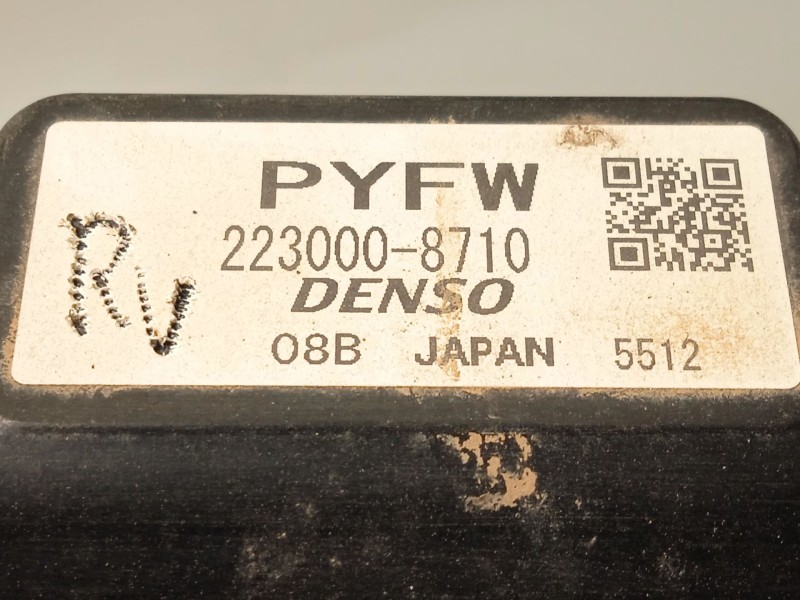 PYFW
RV
223000-8710
DENSO
08B JAPAN 5512